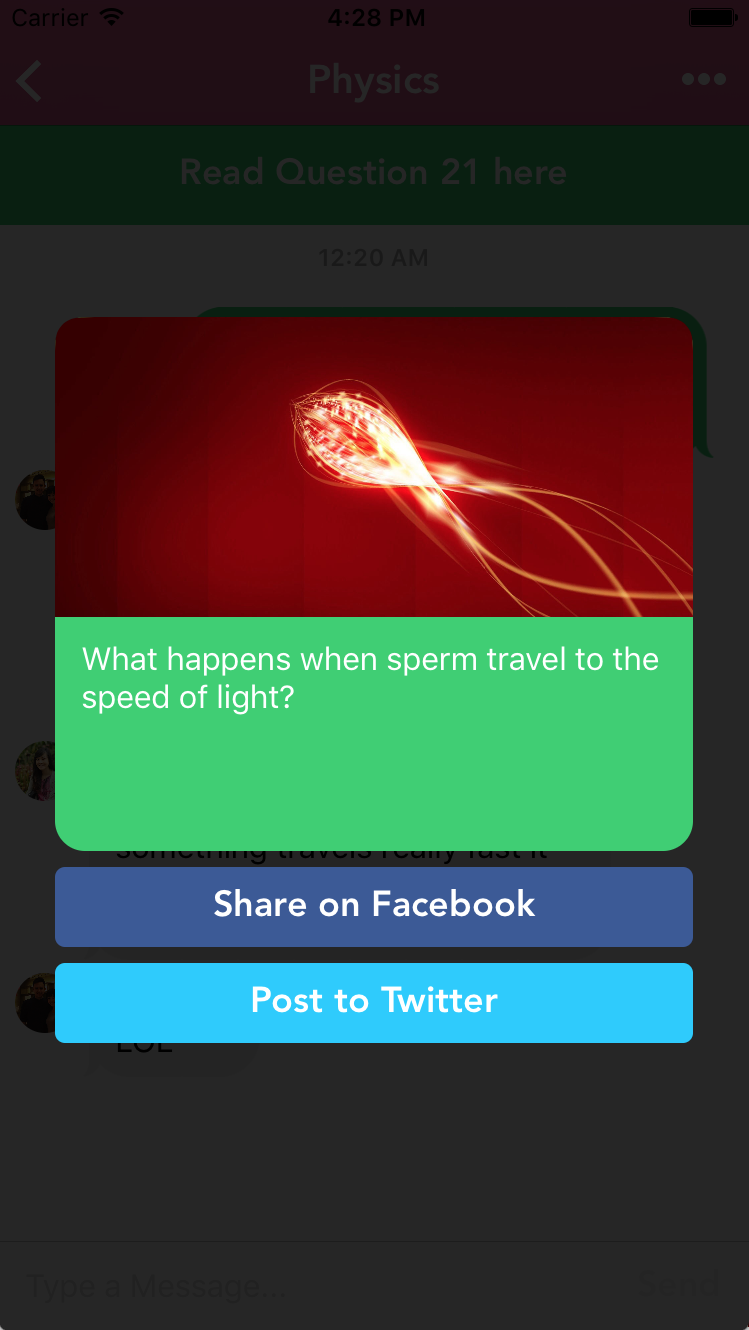 Carrier
4:28 PM
Physics
Read Question 21 here
12:20 AM
What happens when sperm travel to the
speed of light?
something travels really fast it
Share on Facebook
Post to Twitter
LOL
Type a Message...
Send